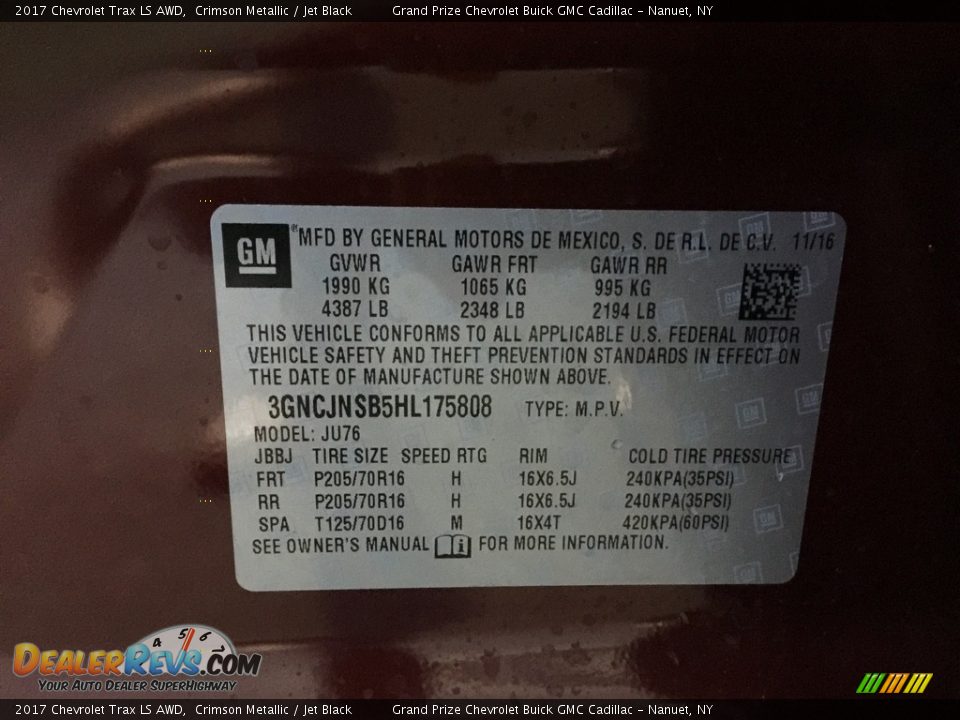 2017 Chevrolet Trax LS AWD, Crimson Metallic / Jet Black Grand Prize Chevrolet Buick GMC Cadillac - Nanuet, NY
GM ® MFD BY GENERAL MOTORS DE MEXICO, S. DE R.L. DE C.V. 11/16
GVWR GAWR FRT GAWR RR
1990 KG 1065 KG 995 KG
4387 LB 2348 LB 2194 LB
THIS VEHICLE CONFORMS TO ALL APPLICABLE U.S. FEDERAL MOTOR
VEHICLE SAFETY AND THEFT PREVENTION STANDARDS IN EFFECT ON
THE DATE OF MANUFACTURE SHOWN ABOVE.
3GNCJNSB5HL175808 TYPE: M.P.V.
MODEL: JU76
JBBJ TIRE SIZE SPEED RTG RIM COLD TIRE PRESSURE
FRT P205/70R16 H 16X6.5J 240KPA(35PSI)
RR P205/70R16 H 16X6.5J 240KPA(35PSI)
SPA T125/70D16 M 16X4T 420KPA(60PSI)
SEE OWNER'S MANUAL i FOR MORE INFORMATION.
4 5 6 7
DEALERREVS.COM
YOUR AUTO DEALER SUPERHIGHWAY
2017 Chevrolet Trax LS AWD, Crimson Metallic / Jet Black Grand Prize Chevrolet Buick GMC Cadillac - Nanuet, NY